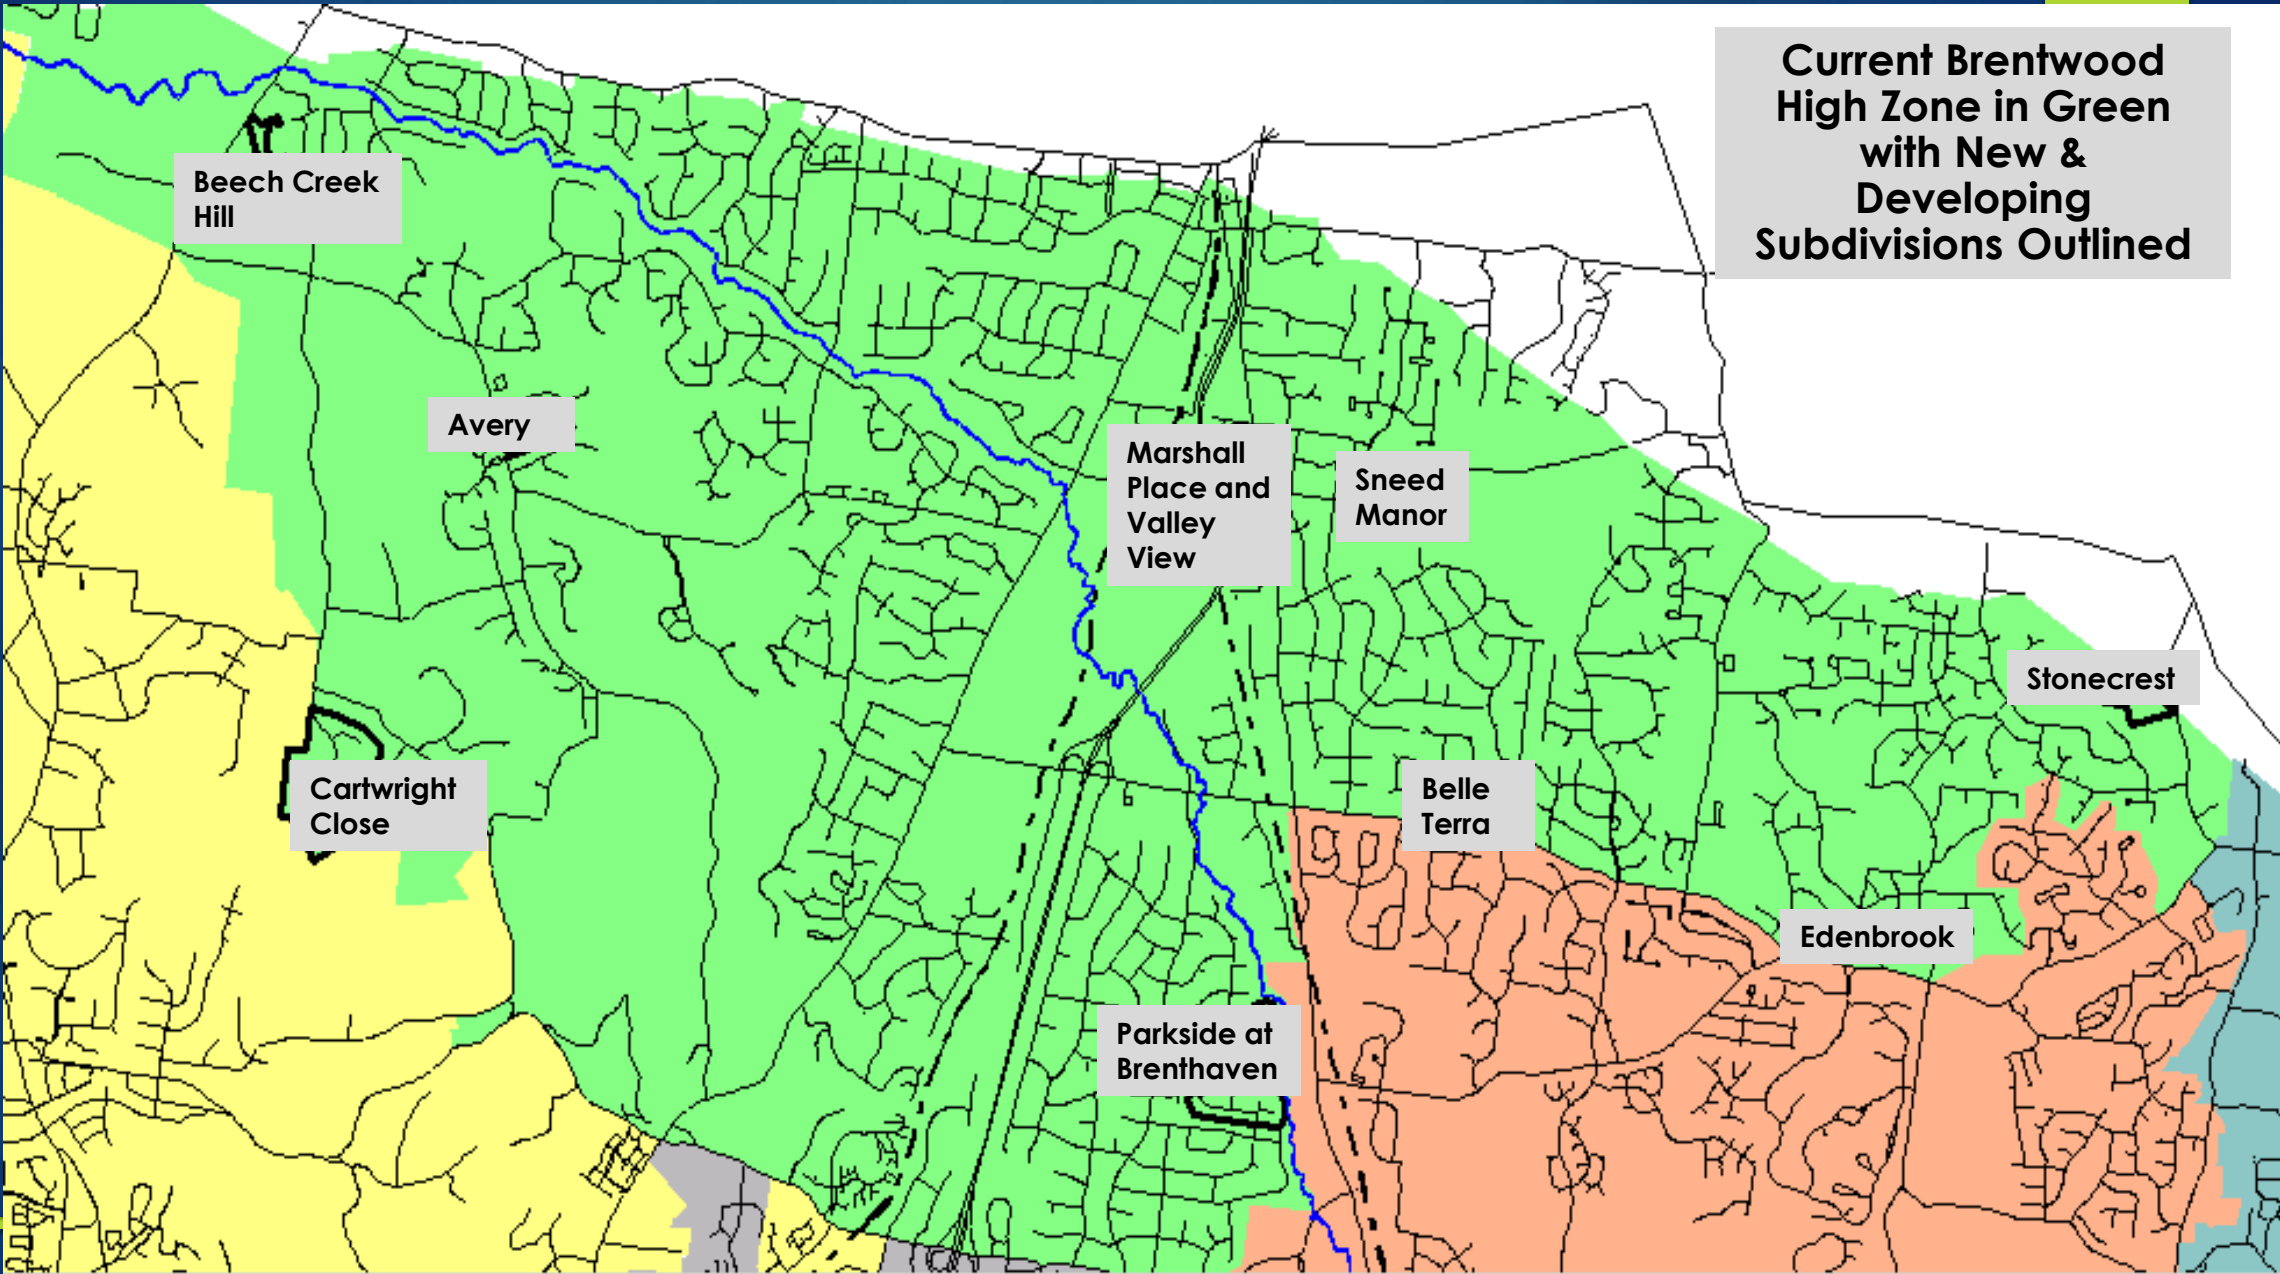 Current Brentwood
High Zone in Green
with New &
Developing
Subdivisions Outlined
Beech Creek
Hill
Avery
Marshall
Place and
Valley
View
Sneed
Manor
Stonecrest
Cartwright
Close
Belle
Terra
Edenbrook
Parkside at
Brenthaven